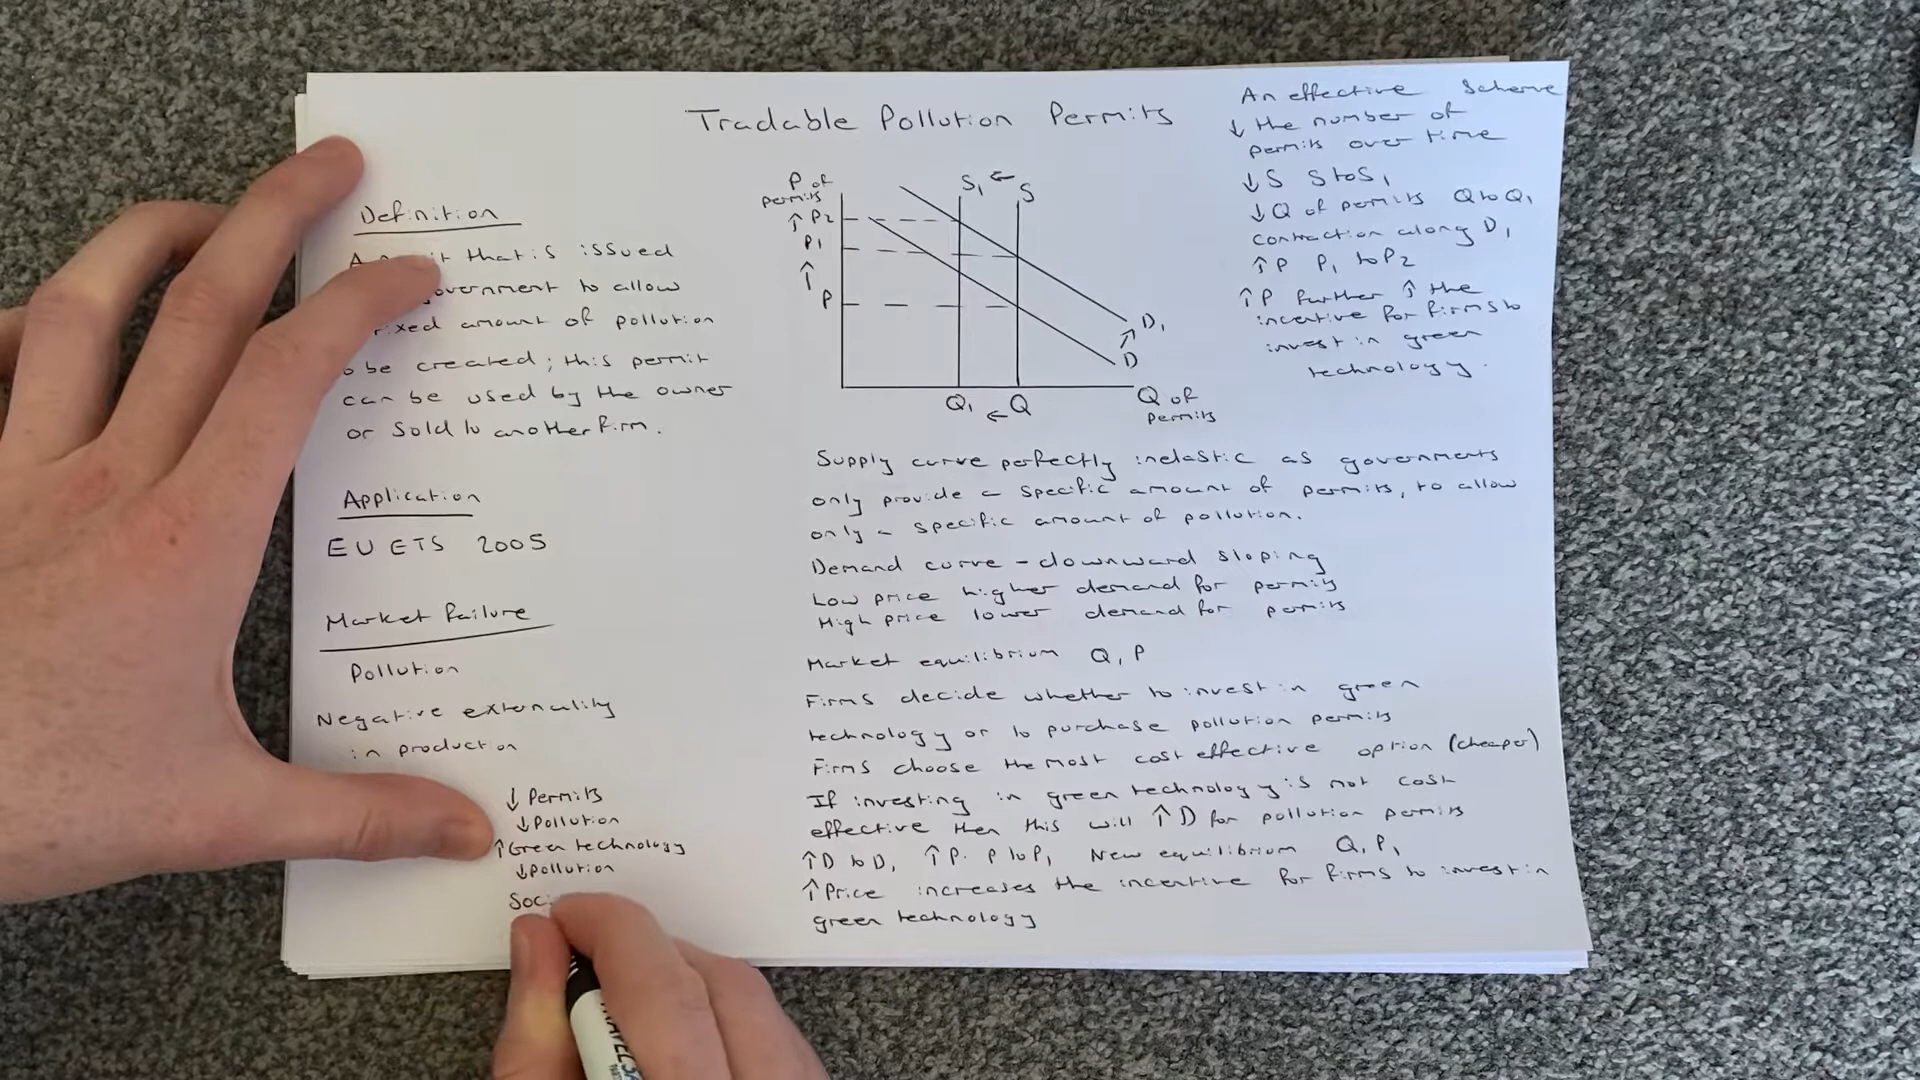 Tradable Pollution Permits
Definition
that is issued
government to allow
fixed amount of pollution
be created; this permit
can be used by the owner
or sold to another firm.
Application
EU ETS 2005
Market failure
Pollution
Negative externality
in production
↓ Permits
↓ Pollution
↑ Green technology
↓ Pollution
P of
permits
↑ P2
P1
↑
P
S1 ← S
D1
↗
D
Q1 ← Q
Q of
permits
Supply curve perfectly inelastic as governments
only provide a specific amount of permits, to allow
only a specific amount of pollution.
Demand curve - downward sloping
Low price higher demand for permits
High price lower demand for permits
Market equilibrium Q, P
Firms decide whether to invest in green
technology or to purchase pollution permits
Firms choose the most cost effective option (cheaper)
If investing in green technology is not cost
effective then this will ↑ D for pollution permits
↑D to D1 ↑P. P to P1 New equilibrium Q, P1
↑ Price increases the incentive for firms to invest in
green technology
An effective scheme
↓ the number of
permits over time
↓S S to S1
↓Q of permits Q to Q1
contraction along D1
↑P P1 to P2
↑P further ↑ the
incentive for firms to
invest in green
technology.